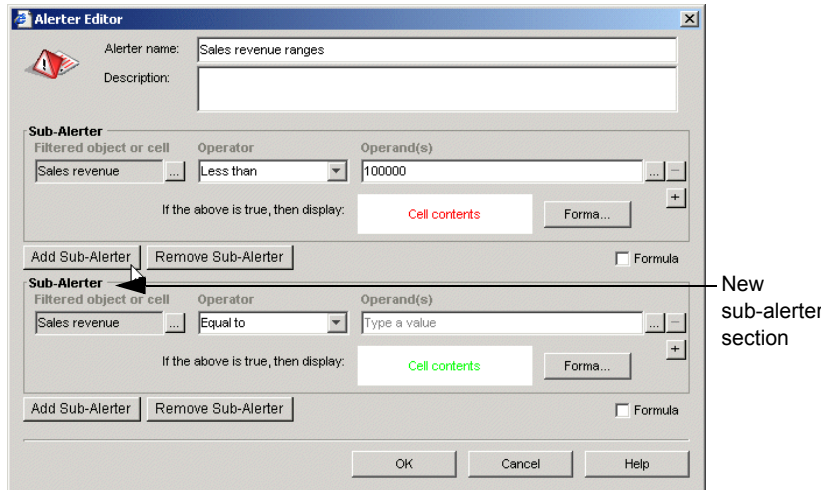 Alerter Editor
Alerter name: Sales revenue ranges
Description:
Sub-Alerter
Filtered object or cell Operator Operand(s)
Sales revenue ... Less than 100000 ... −
+
If the above is true, then display: Cell contents Forma...
Add Sub-Alerter Remove Sub-Alerter Formula
Sub-Alerter
Filtered object or cell Operator Operand(s)
Sales revenue ... Equal to Type a value ... −
+
If the above is true, then display: Cell contents Forma...
Add Sub-Alerter Remove Sub-Alerter Formula
OK Cancel Help
New
sub-alerter
section